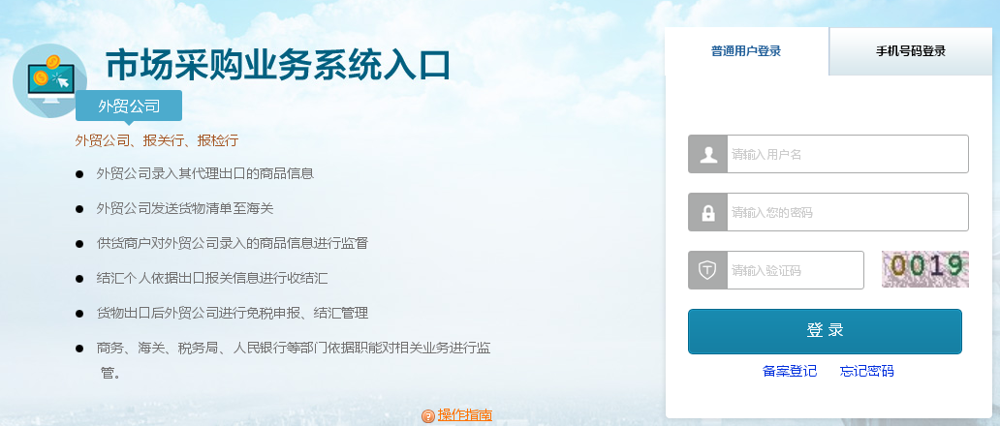 市场采购业务系统入口
外贸公司
外贸公司、报关行、报检行
外贸公司录入其代理出口的商品信息
外贸公司发送货物清单至海关
供货商户对外贸公司录入的商品信息进行监督
结汇个人依据出口报关信息进行收结汇
货物出口后外贸公司进行免税申报、结汇管理
商务、海关、税务局、人民银行等部门依据职能对相关业务进行监
管。
操作指南
普通用户登录
手机号码登录
请输入用户名
请输入您的密码
请输入验证码
0019
登 录
备案登记
忘记密码